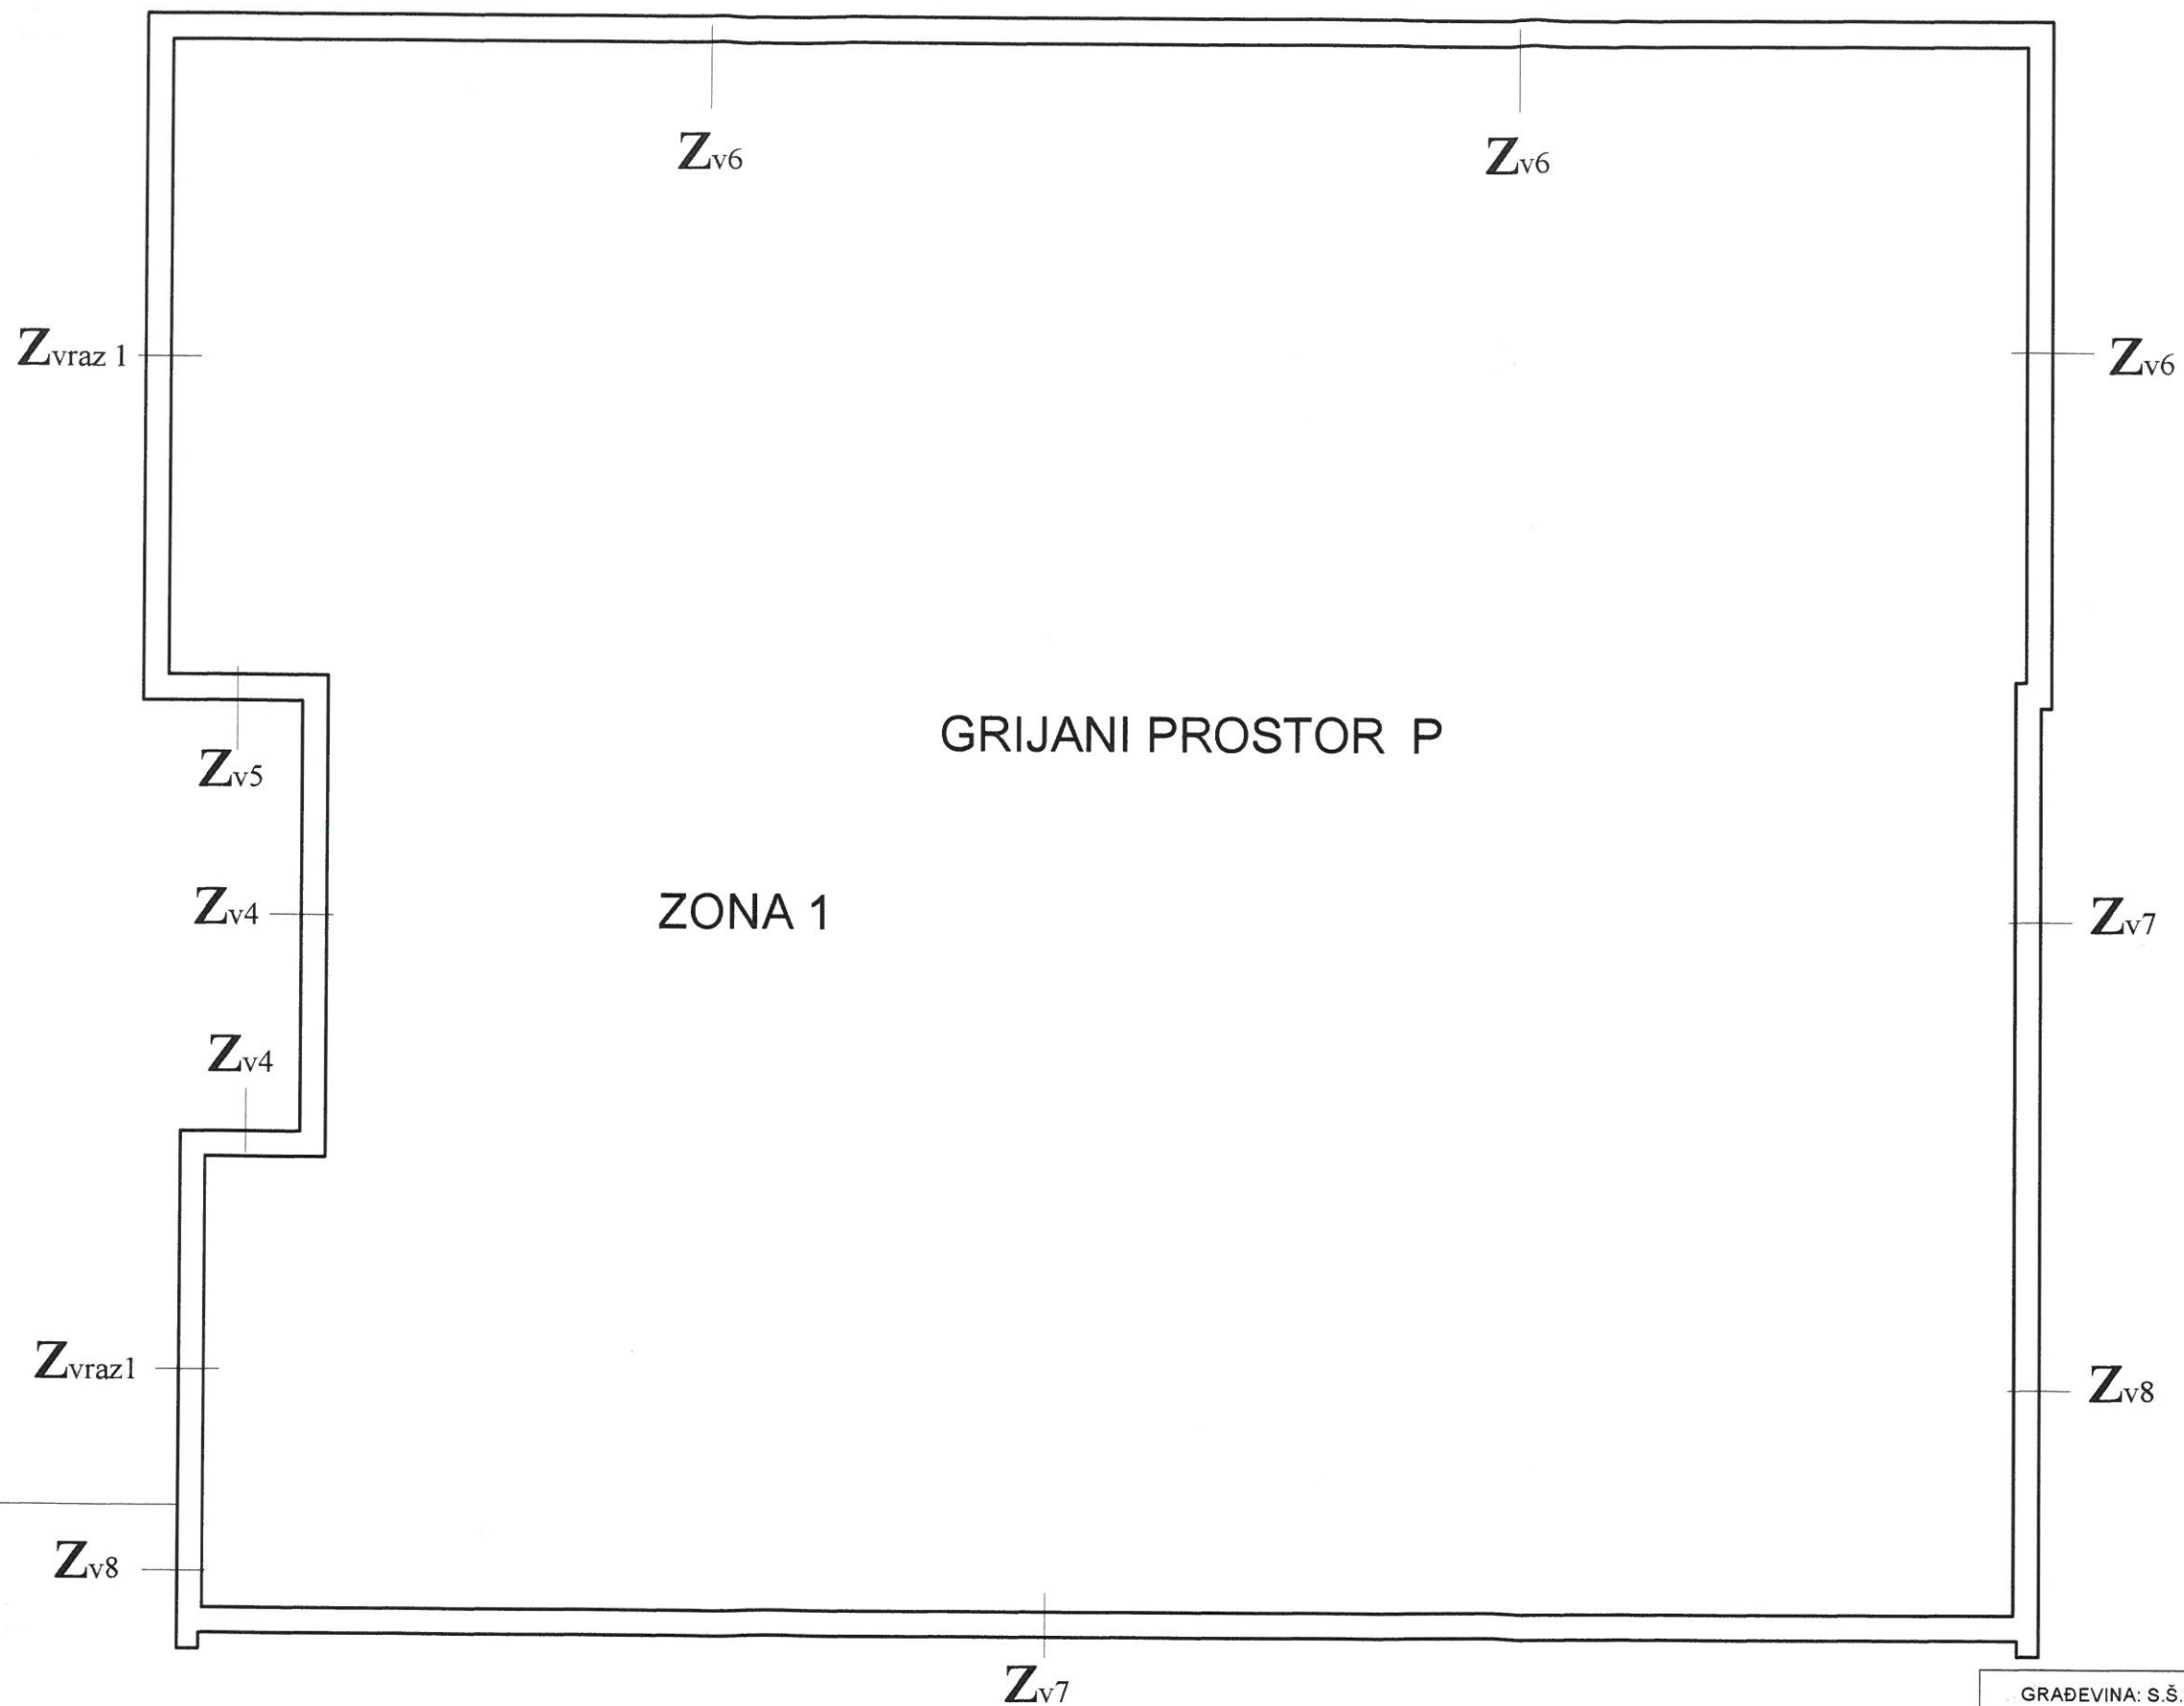 Zv6
Zv6
Zvraz 1
Zv6
GRIJANI PROSTOR P
Zv5
Zv4
ZONA 1
Zv7
Zv4
Zvraz1
Zv8
Zv8
Zv7
GRAĐEVINA: S.Š.